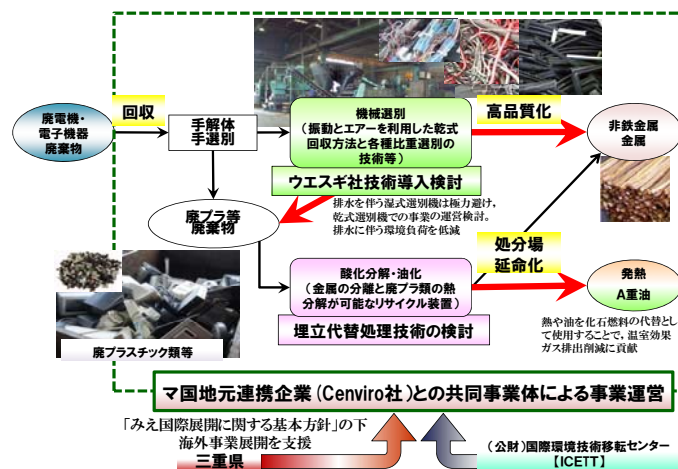 廃電機・
電子機器
廃棄物
回収
手解体
手選別
機械選別
(振動とエアーを利用した乾式
回収方法と各種比重選別の
技術等)
ウエスギ社技術導入検討
高品質化
非鉄金属
金属
排水を伴う湿式選別機は極力避け,
乾式選別機での事業の運営検討。
排水に伴う環境負荷を低減
廃プラ等
廃棄物
処分場
延命化
酸化分解・油化
(金属の分離と廃プラ類の熱
分解が可能なリサイクル装置)
埋立代替処理技術の検討
発熱
A重油
熱や油を化石燃料の代替とし
て使用することで,温室効果
ガス排出削減に貢献
廃プラスチック類等
マ国地元連携企業(Cenviro社)との共同事業体による事業運営
「みえ国際展開に関する基本方針」の下
海外事業展開を支援
三重県
(公財)国際環境技術移転センター
【ICETT】